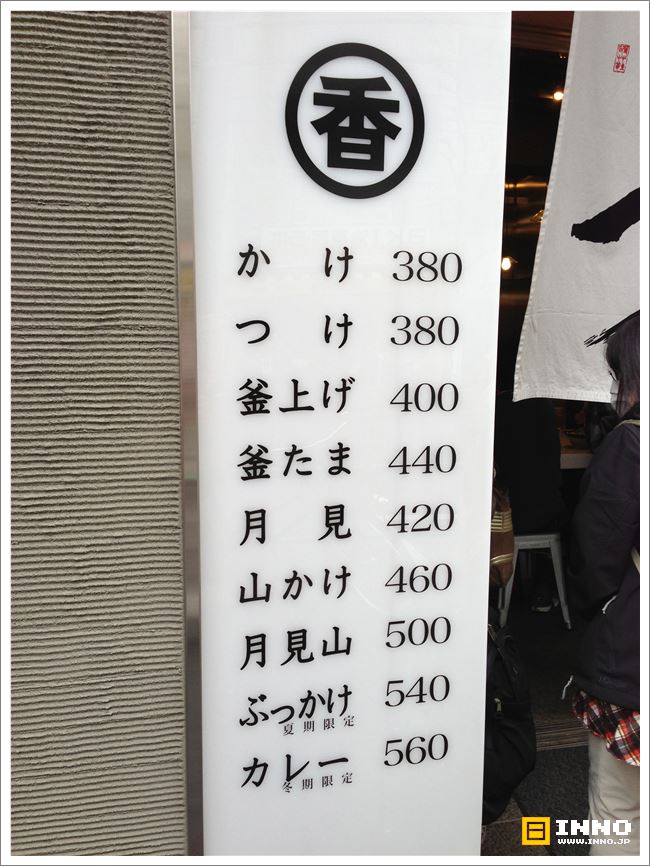 香
かけ 380
つけ 380
釜上げ 400
釜たま 440
月見 420
山かけ 460
月見山 500
ぶっかけ 540
夏期限定
カレー 560
冬期限定
INNO
WWW.INNO.JP